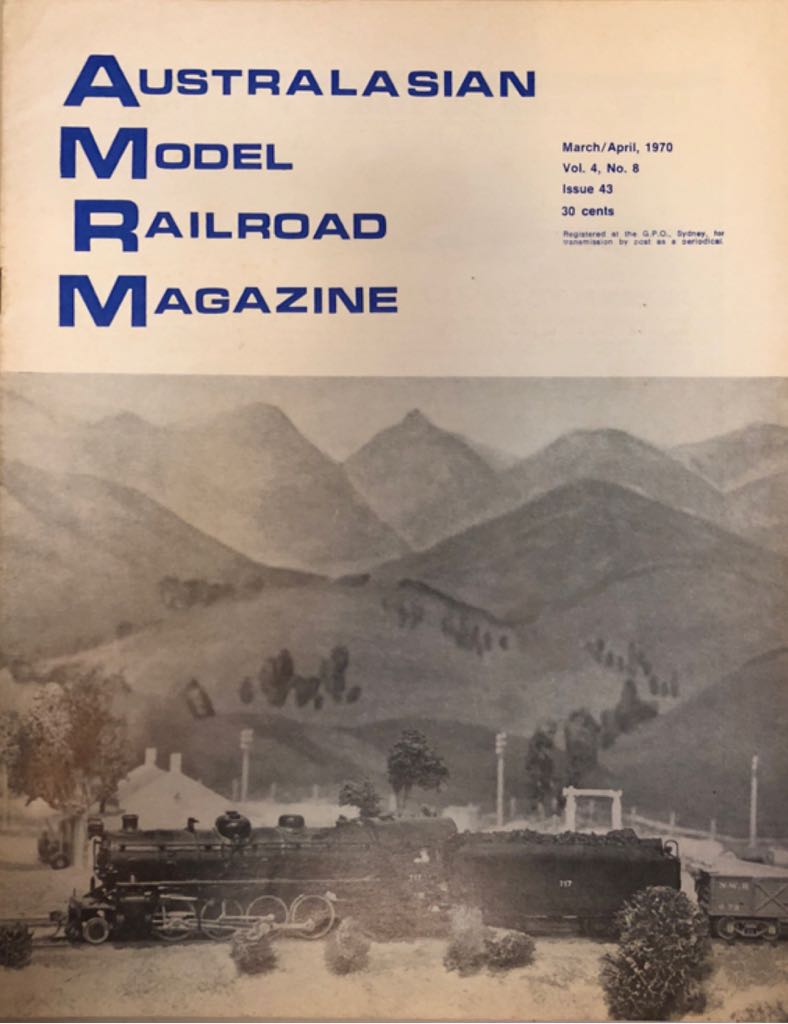 AUSTRALASIAN
MODEL
RAILROAD
MAGAZINE
March/April, 1970
Vol. 4, No. 8
Issue 43
30 cents
Registered at the G.P.O., Sydney, for
transmission by post as a periodical.
717
717